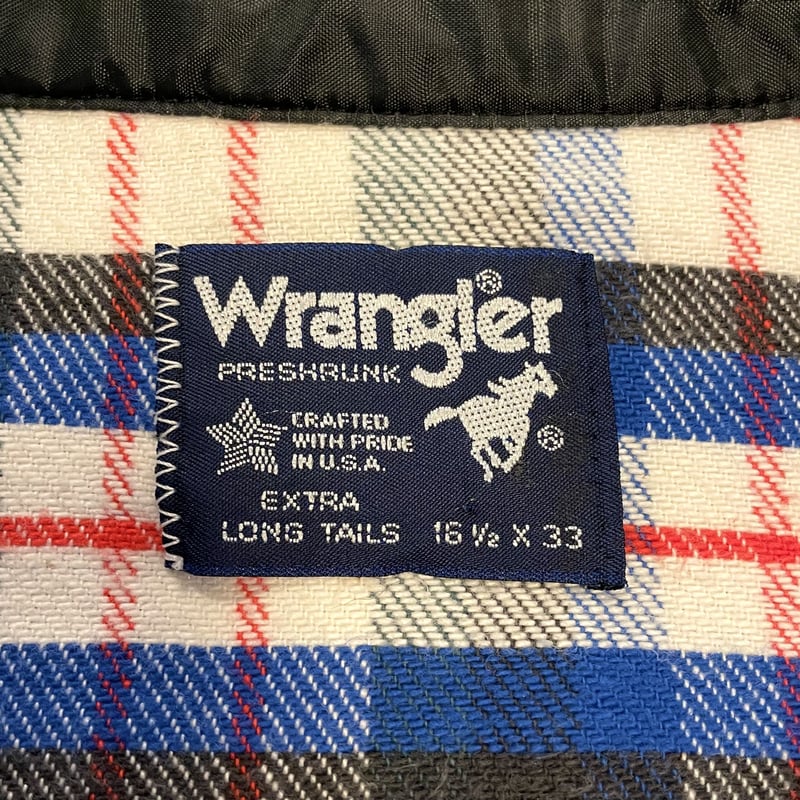 Wrangler®
PRESHRUNK
®
CRAFTED
WITH PRIDE
IN U.S.A.
EXTRA
LONG TAILS 16 ½ X 33